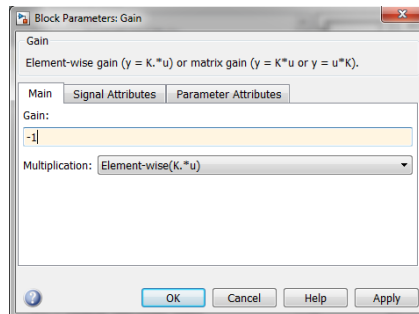 Block Parameters: Gain
Gain
Element-wise gain (y = K.*u) or matrix gain (y = K*u or y = u*K).
Main Signal Attributes Parameter Attributes
Gain:
-1
Multiplication: Element-wise(K.*u)
OK Cancel Help Apply